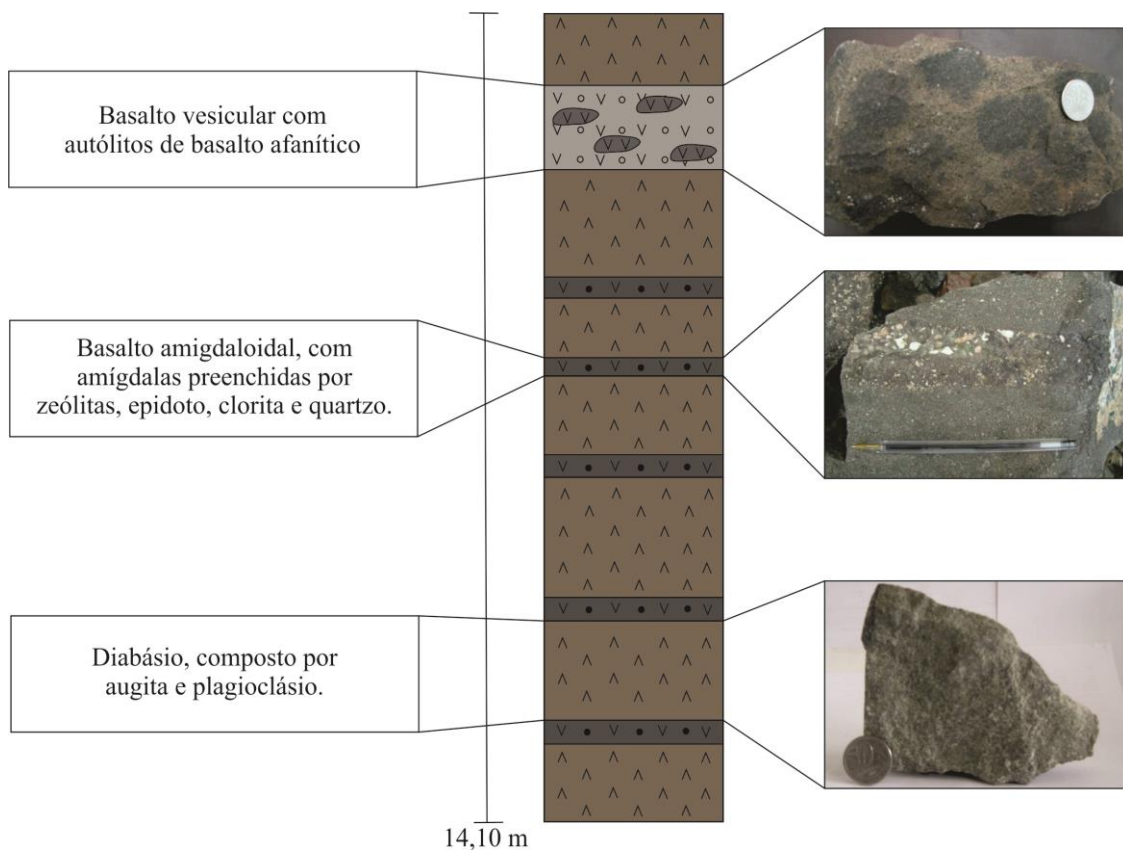 Basalto vesicular com
autólitos de basalto afanítico
Basalto amigdaloidal, com
amígdalas preenchidas por
zeólitas, epidoto, clorita e quartzo.
Diabásio, composto por
augita e plagioclásio.
14,10 m